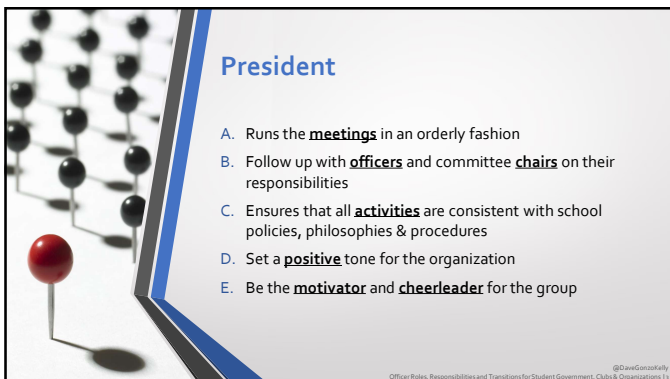 President
A. Runs the meetings in an orderly fashion
B. Follow up with officers and committee chairs on their
responsibilities
C. Ensures that all activities are consistent with school
policies, philosophies & procedures
D. Set a positive tone for the organization
E. Be the motivator and cheerleader for the group
@DaveGonzoKelly
Officer Roles, Responsibilities and Transitions for Student Government, Clubs & Organizations |